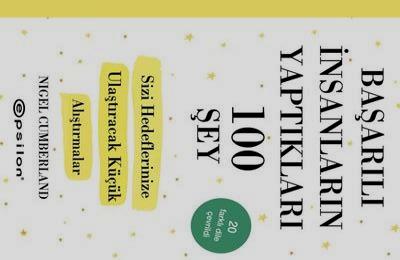 BAŞARILI
İNSANLARIN
YAPTIKLARI
100
ŞEY
20
farklı dile
çevrildi
Sizi Hedeflerinize
Ulaştıracak Küçük
Alıştırmalar
NIGEL CUMBERLAND
epsilon®